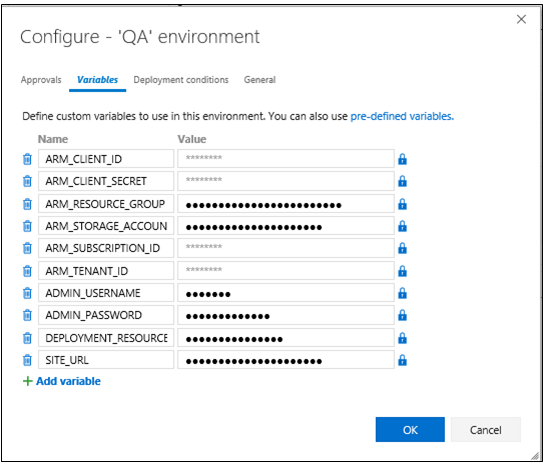 Configure - 'QA' environment
Approvals Variables Deployment conditions General
Define custom variables to use in this environment. You can also use pre-defined variables.
Name Value
ARM_CLIENT_ID ********
ARM_CLIENT_SECRET ********
ARM_RESOURCE_GROUP ●●●●●●●●●●●●●●●●●●●●●●●●
ARM_STORAGE_ACCOUN ●●●●●●●●●●●●●●●●●●●●●
ARM_SUBSCRIPTION_ID ********
ARM_TENANT_ID ********
ADMIN_USERNAME ●●●●●●●
ADMIN_PASSWORD ●●●●●●●●●●●●●
DEPLOYMENT_RESOURCE ●●●●●●●●●●●●●●●
SITE_URL ●●●●●●●●●●●●●●●●●●●●●
+ Add variable
OK Cancel